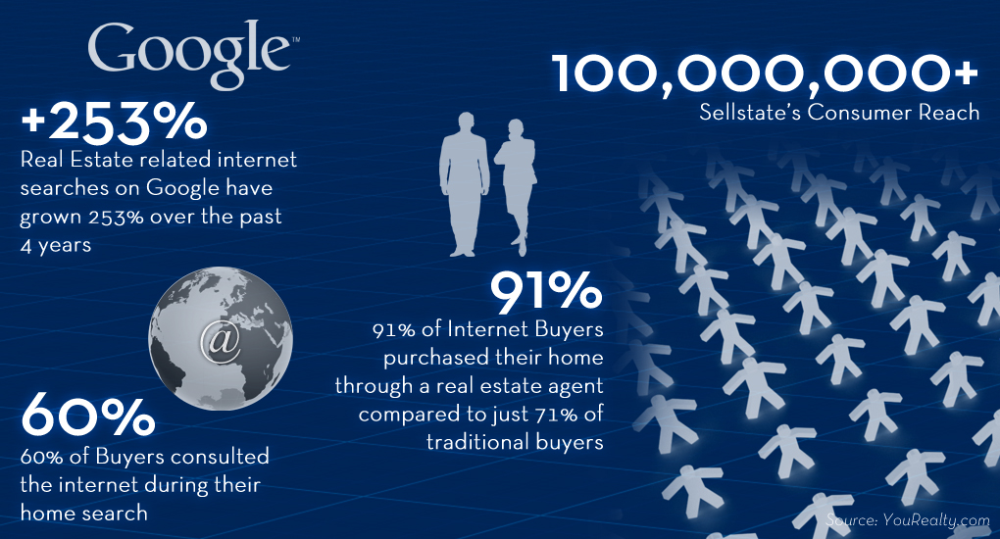 Google™
+253%
Real Estate related internet
searches on Google have
grown 253% over the past
4 years
@
60%
60% of Buyers consulted
the internet during their
home search
91%
91% of Internet Buyers
purchased their home
through a real estate agent
compared to just 71% of
traditional buyers
100,000,000+
Sellstate's Consumer Reach
Source: YouRealty.com